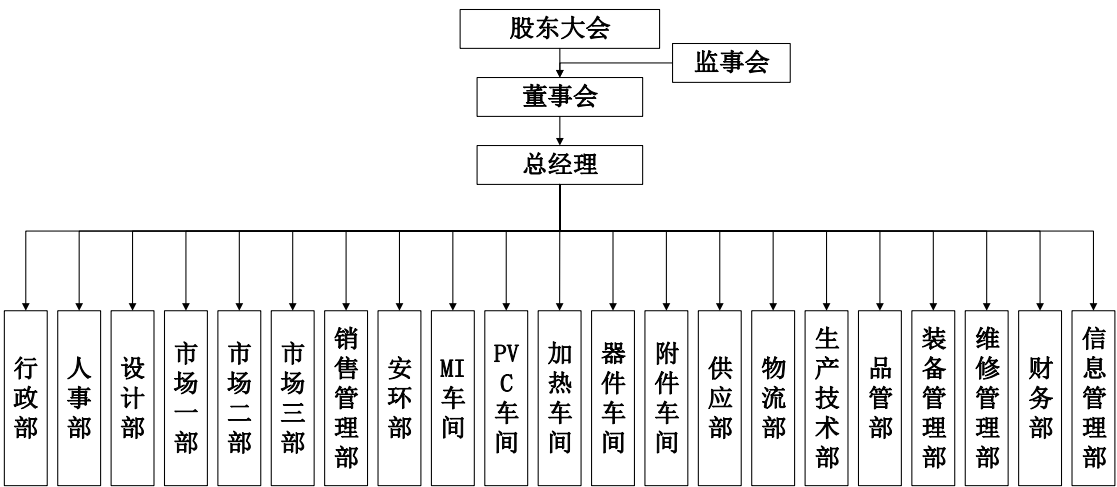 股东大会
监事会
董事会
总经理
行政部
人事部
设计部
市场一部
市场二部
市场三部
销售管理部
安环部
MI车间
PVC车间
加热车间
器件车间
附件车间
供应部
物流部
生产技术部
品管部
装备管理部
维修管理部
财务部
信息管理部